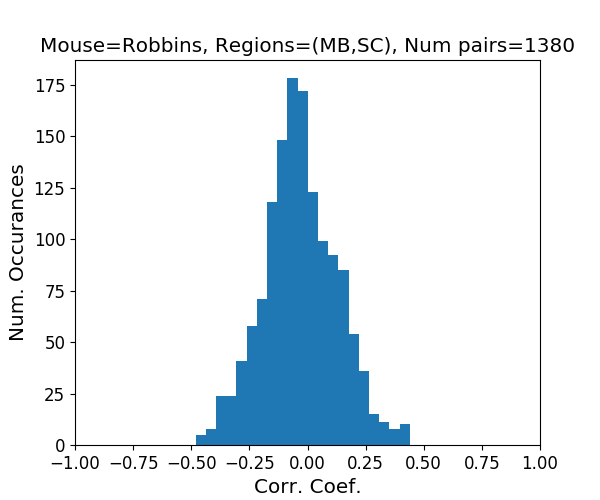 Mouse=Robbins, Regions=(MB,SC), Num pairs=1380
Num. Occurances
175
150
125
100
75
50
25
0
−1.00 −0.75 −0.50 −0.25 0.00 0.25 0.50 0.75 1.00
Corr. Coef.